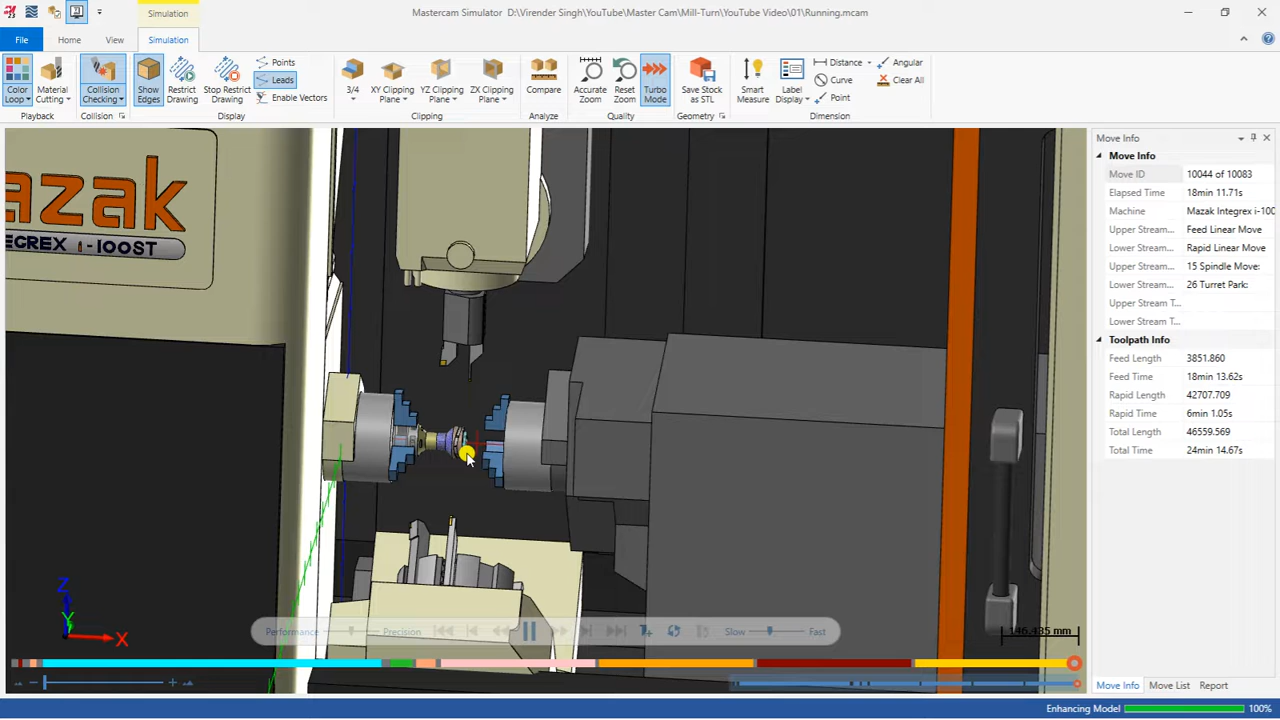 Simulation
Mastercam Simulator D:\Virender Singh\YouTube\Master Cam\Mill-Turn\YouTube Video\01\Running.mcam
File Home View Simulation
Color Loop
Material Cutting
Playback
Collision Checking
Collision
Show Edges
Restrict Drawing
Stop Restrict Drawing
Points
Leads
Enable Vectors
Display
3/4
XY Clipping Plane
YZ Clipping Plane
ZX Clipping Plane
Clipping
Compare
Analyze
Accurate Zoom
Reset Zoom
Turbo Mode
Quality
Save Stock as STL
Geometry
Smart Measure
Label Display
Distance
Curve
Point
Angular
Clear All
Dimension
azak
EGREX i-100ST
Z
Y
X
Performance Precision
Slow Fast
146.435 mm
Move Info
Move Info
Move ID 10044 of 10083
Elapsed Time 18min 11.71s
Machine Mazak Integrex i-100
Upper Stream... Feed Linear Move
Lower Stream... Rapid Linear Move
Upper Stream... 15 Spindle Move:
Lower Stream... 26 Turret Park:
Upper Stream T...
Lower Stream T...
Toolpath Info
Feed Length 3851.860
Feed Time 18min 13.62s
Rapid Length 42707.709
Rapid Time 6min 1.05s
Total Length 46559.569
Total Time 24min 14.67s
Move Info Move List Report
Enhancing Model 100%